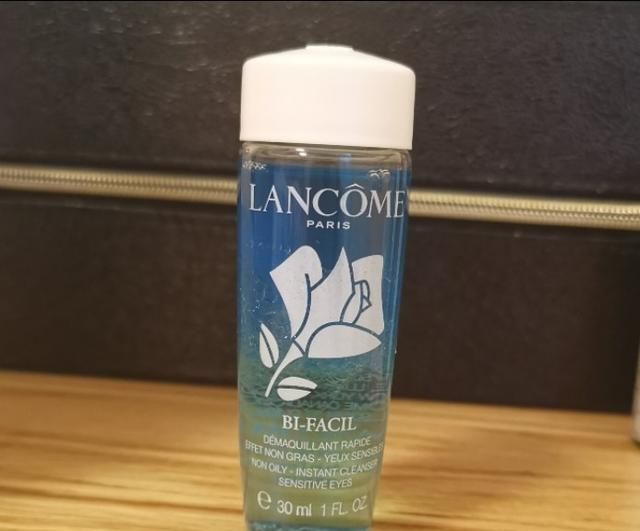 LANCÔME
PARIS
BI-FACIL
DÉMAQUILLANT RAPIDE
EFFET NON GRAS - YEUX SENSIBLES
NON OILY - INSTANT CLEANSER
SENSITIVE EYES
e 30 ml 1 FL. OZ.